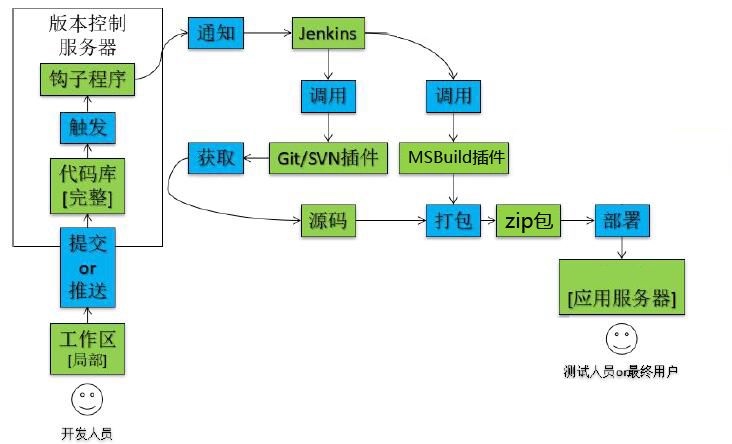 版本控制
服务器
通知
Jenkins
钩子程序
调用
调用
触发
获取
Git/SVN插件
MSBuild插件
代码库
[完整]
源码
打包
zip包
部署
提交
or
推送
[应用服务器]
工作区
[局部]
测试人员or最终用户
开发人员